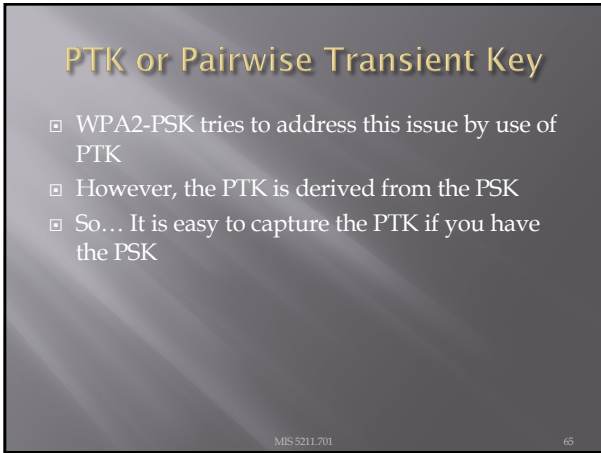 PTK or Pairwise Transient Key
WPA2-PSK tries to address this issue by use of
PTK
However, the PTK is derived from the PSK
So… It is easy to capture the PTK if you have
the PSK
MIS 5211.701
65